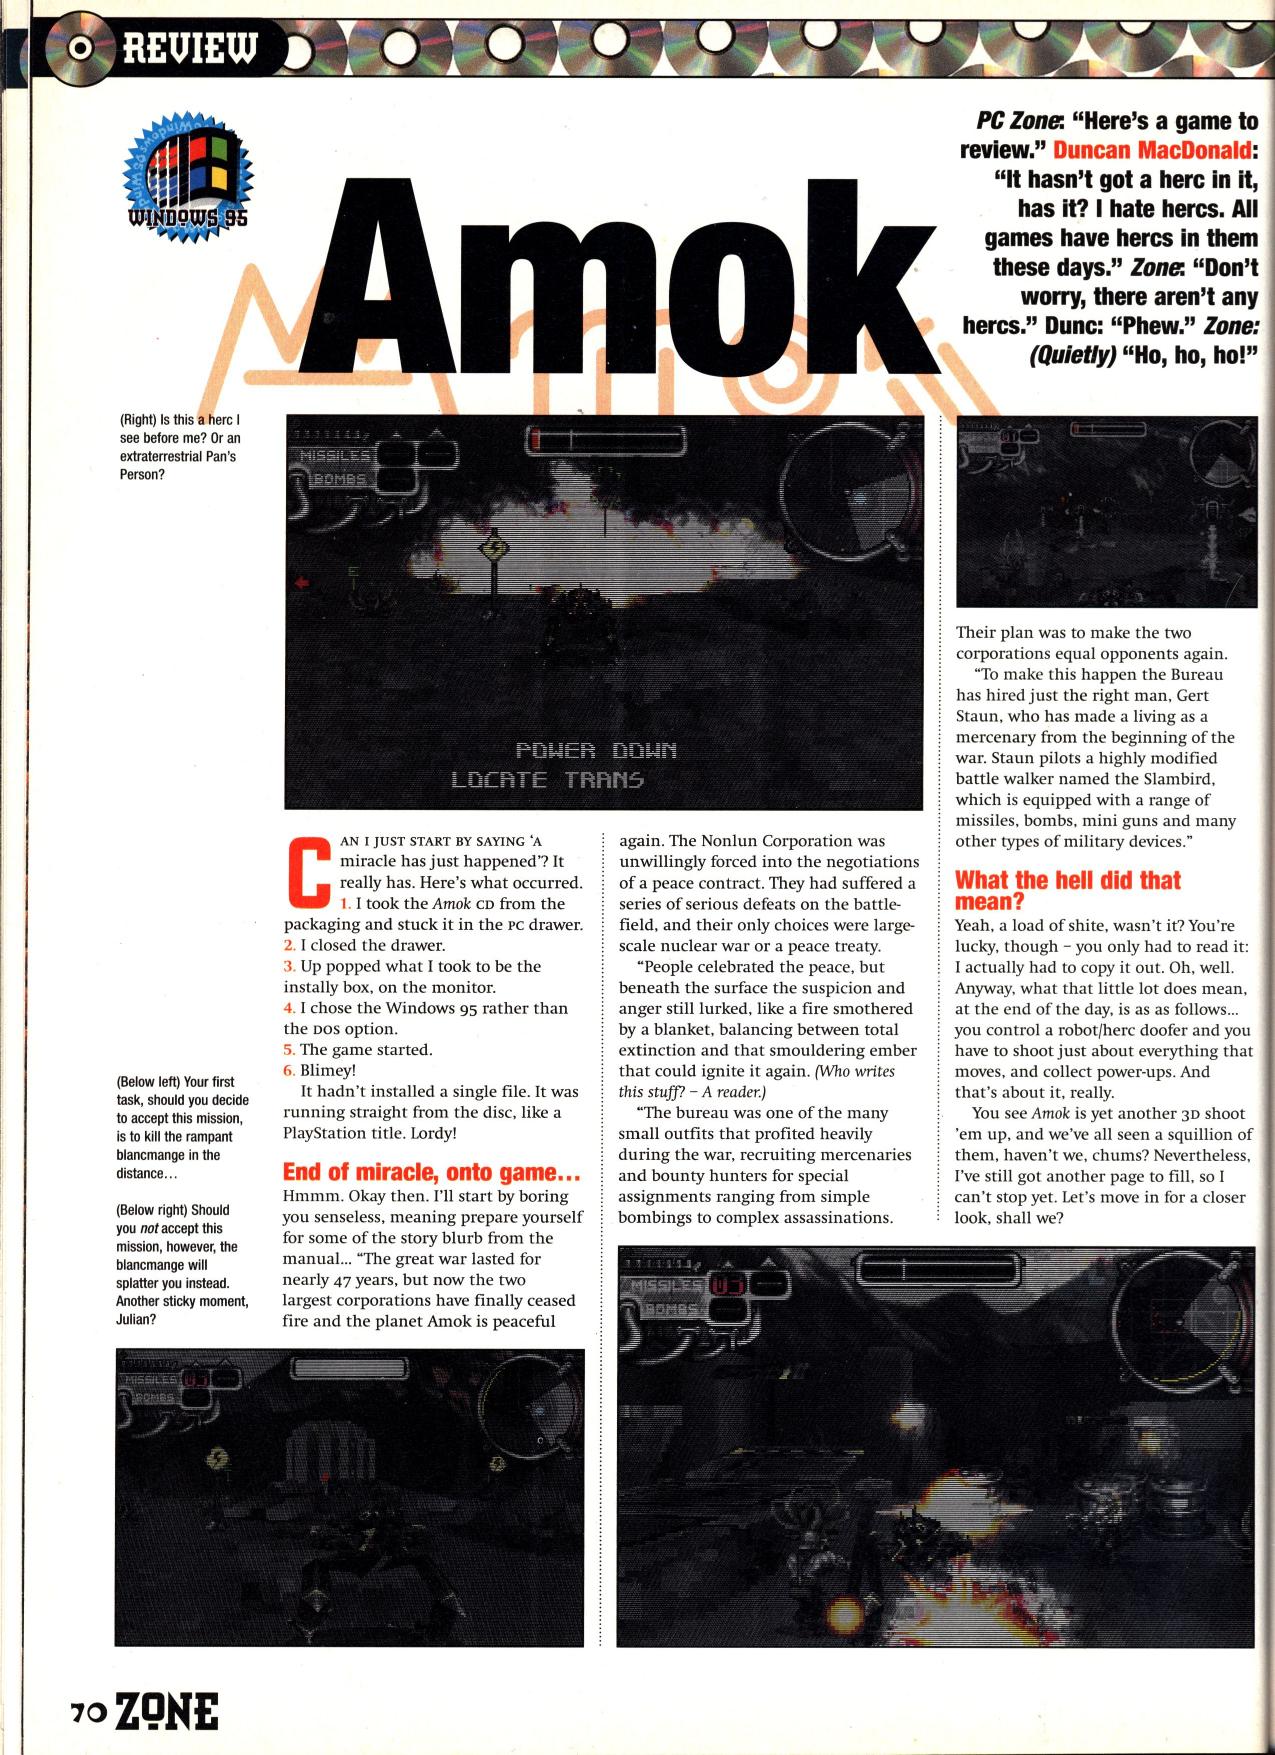 REVIEW
Windows 95
WINDOWS 95
Amok
PC Zone: “Here’s a game to
review.” Duncan MacDonald:
“It hasn’t got a herc in it,
has it? I hate hercs. All
games have hercs in them
these days.” Zone: “Don’t
worry, there aren’t any
hercs.” Dunc: “Phew.” Zone:
(Quietly) “Ho, ho, ho!”
(Right) Is this a herc I
see before me? Or an
extraterrestrial Pan’s
Person?
MISSILES
BOMBS
E
POWER DOWN
LOCATE TRANS
CAN I JUST START BY SAYING ‘A
miracle has just happened’? It
really has. Here’s what occurred.
1. I took the Amok CD from the
packaging and stuck it in the PC drawer.
2. I closed the drawer.
3. Up popped what I took to be the
instally box, on the monitor.
4. I chose the Windows 95 rather than
the DOS option.
5. The game started.
6. Blimey!
It hadn’t installed a single file. It was
running straight from the disc, like a
PlayStation title. Lordy!
End of miracle, onto game...
Hmmm. Okay then. I’ll start by boring
you senseless, meaning prepare yourself
for some of the story blurb from the
manual... “The great war lasted for
nearly 47 years, but now the two
largest corporations have finally ceased
fire and the planet Amok is peaceful
again. The Nonlun Corporation was
unwillingly forced into the negotiations
of a peace contract. They had suffered a
series of serious defeats on the battle-
field, and their only choices were large-
scale nuclear war or a peace treaty.
“People celebrated the peace, but
beneath the surface the suspicion and
anger still lurked, like a fire smothered
by a blanket, balancing between total
extinction and that smouldering ember
that could ignite it again. (Who writes
this stuff? – A reader.)
“The bureau was one of the many
small outfits that profited heavily
during the war, recruiting mercenaries
and bounty hunters for special
assignments ranging from simple
bombings to complex assassinations.
Their plan was to make the two
corporations equal opponents again.
“To make this happen the Bureau
has hired just the right man, Gert
Staun, who has made a living as a
mercenary from the beginning of the
war. Staun pilots a highly modified
battle walker named the Slambird,
which is equipped with a range of
missiles, bombs, mini guns and many
other types of military devices.”
What the hell did that
mean?
Yeah, a load of shite, wasn’t it? You’re
lucky, though – you only had to read it:
I actually had to copy it out. Oh, well.
Anyway, what that little lot does mean,
at the end of the day, is as as follows...
you control a robot/herc doofer and you
have to shoot just about everything that
moves, and collect power-ups. And
that’s about it, really.
You see Amok is yet another 3D shoot
’em up, and we’ve all seen a squillion of
them, haven’t we, chums? Nevertheless,
I’ve still got another page to fill, so I
can’t stop yet. Let’s move in for a closer
look, shall we?
(Below left) Your first
task, should you decide
to accept this mission,
is to kill the rampant
blancmange in the
distance...
(Below right) Should
you not accept this
mission, however, the
blancmange will
splatter you instead.
Another sticky moment,
Julian?
MISSILES
BOMBS
MISSILES
BOMBS
70 ZONE